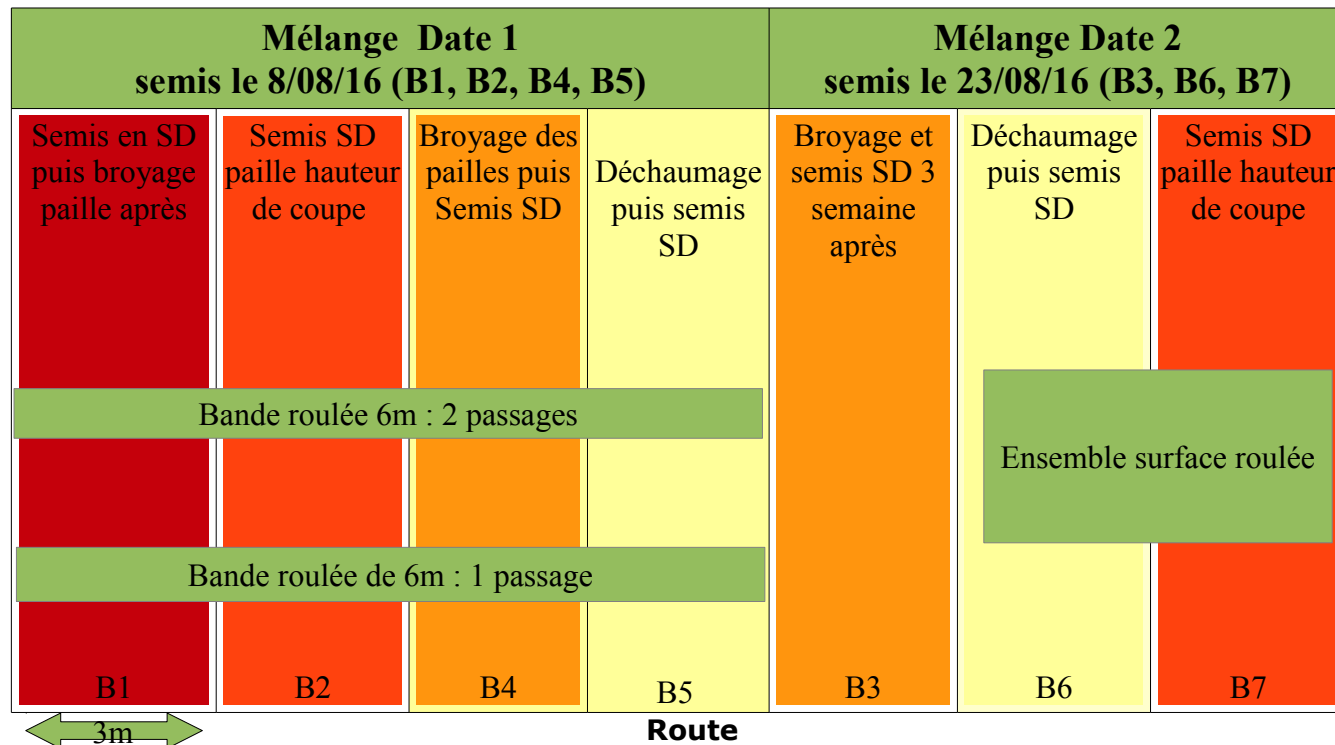 Mélange Date 1
semis le 8/08/16 (B1, B2, B4, B5)
Mélange Date 2
semis le 23/08/16 (B3, B6, B7)
Semis en SD
puis broyage
paille après
Semis SD
paille hauteur
de coupe
Broyage des
pailles puis
Semis SD
Déchaumage
puis semis
SD
Broyage et
semis SD 3
semaine
après
Déchaumage
puis semis
SD
Semis SD
paille hauteur
de coupe
Bande roulée 6m : 2 passages
Ensemble surface roulée
Bande roulée de 6m : 1 passage
B1
B2
B4
B5
B3
B6
B7
3m
Route